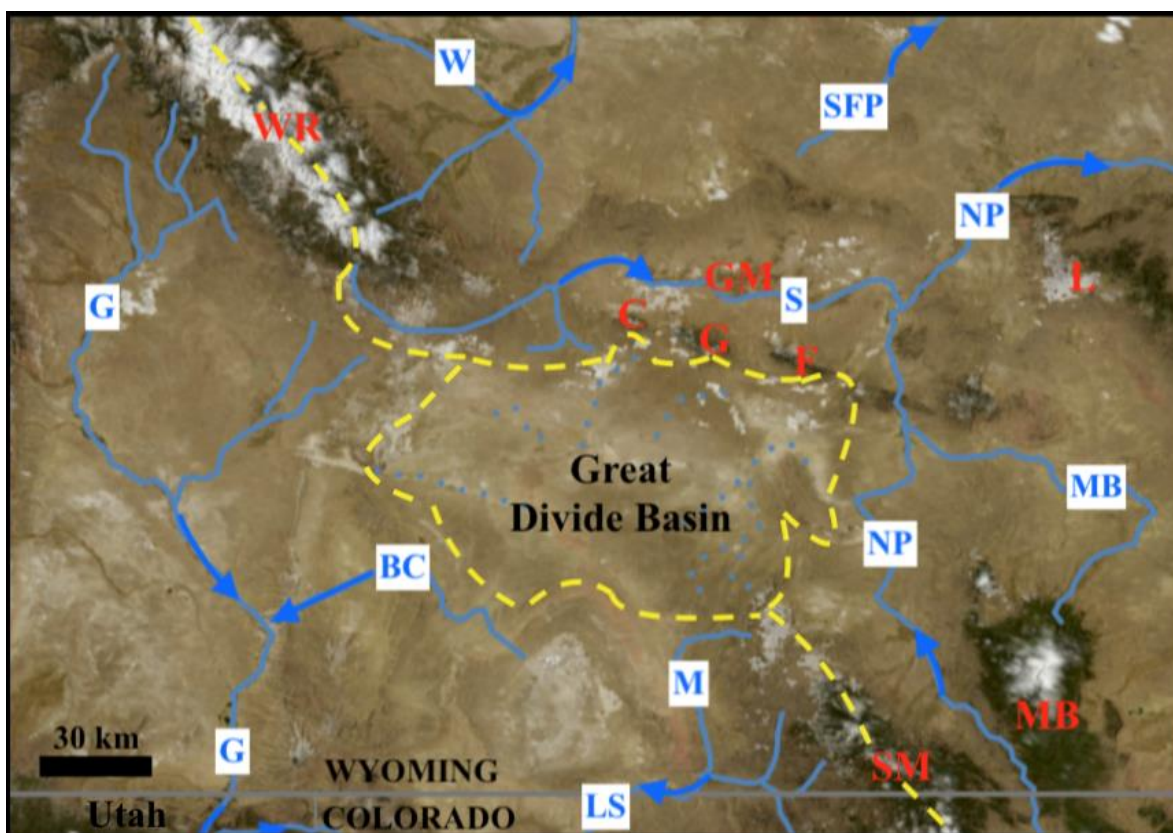 W
WR
SFP
NP
G
GM
S
L
C
G
F
Great
Divide Basin
MB
NP
BC
M
MB
G
30 km
SM
WYOMING
LS
Utah
COLORADO